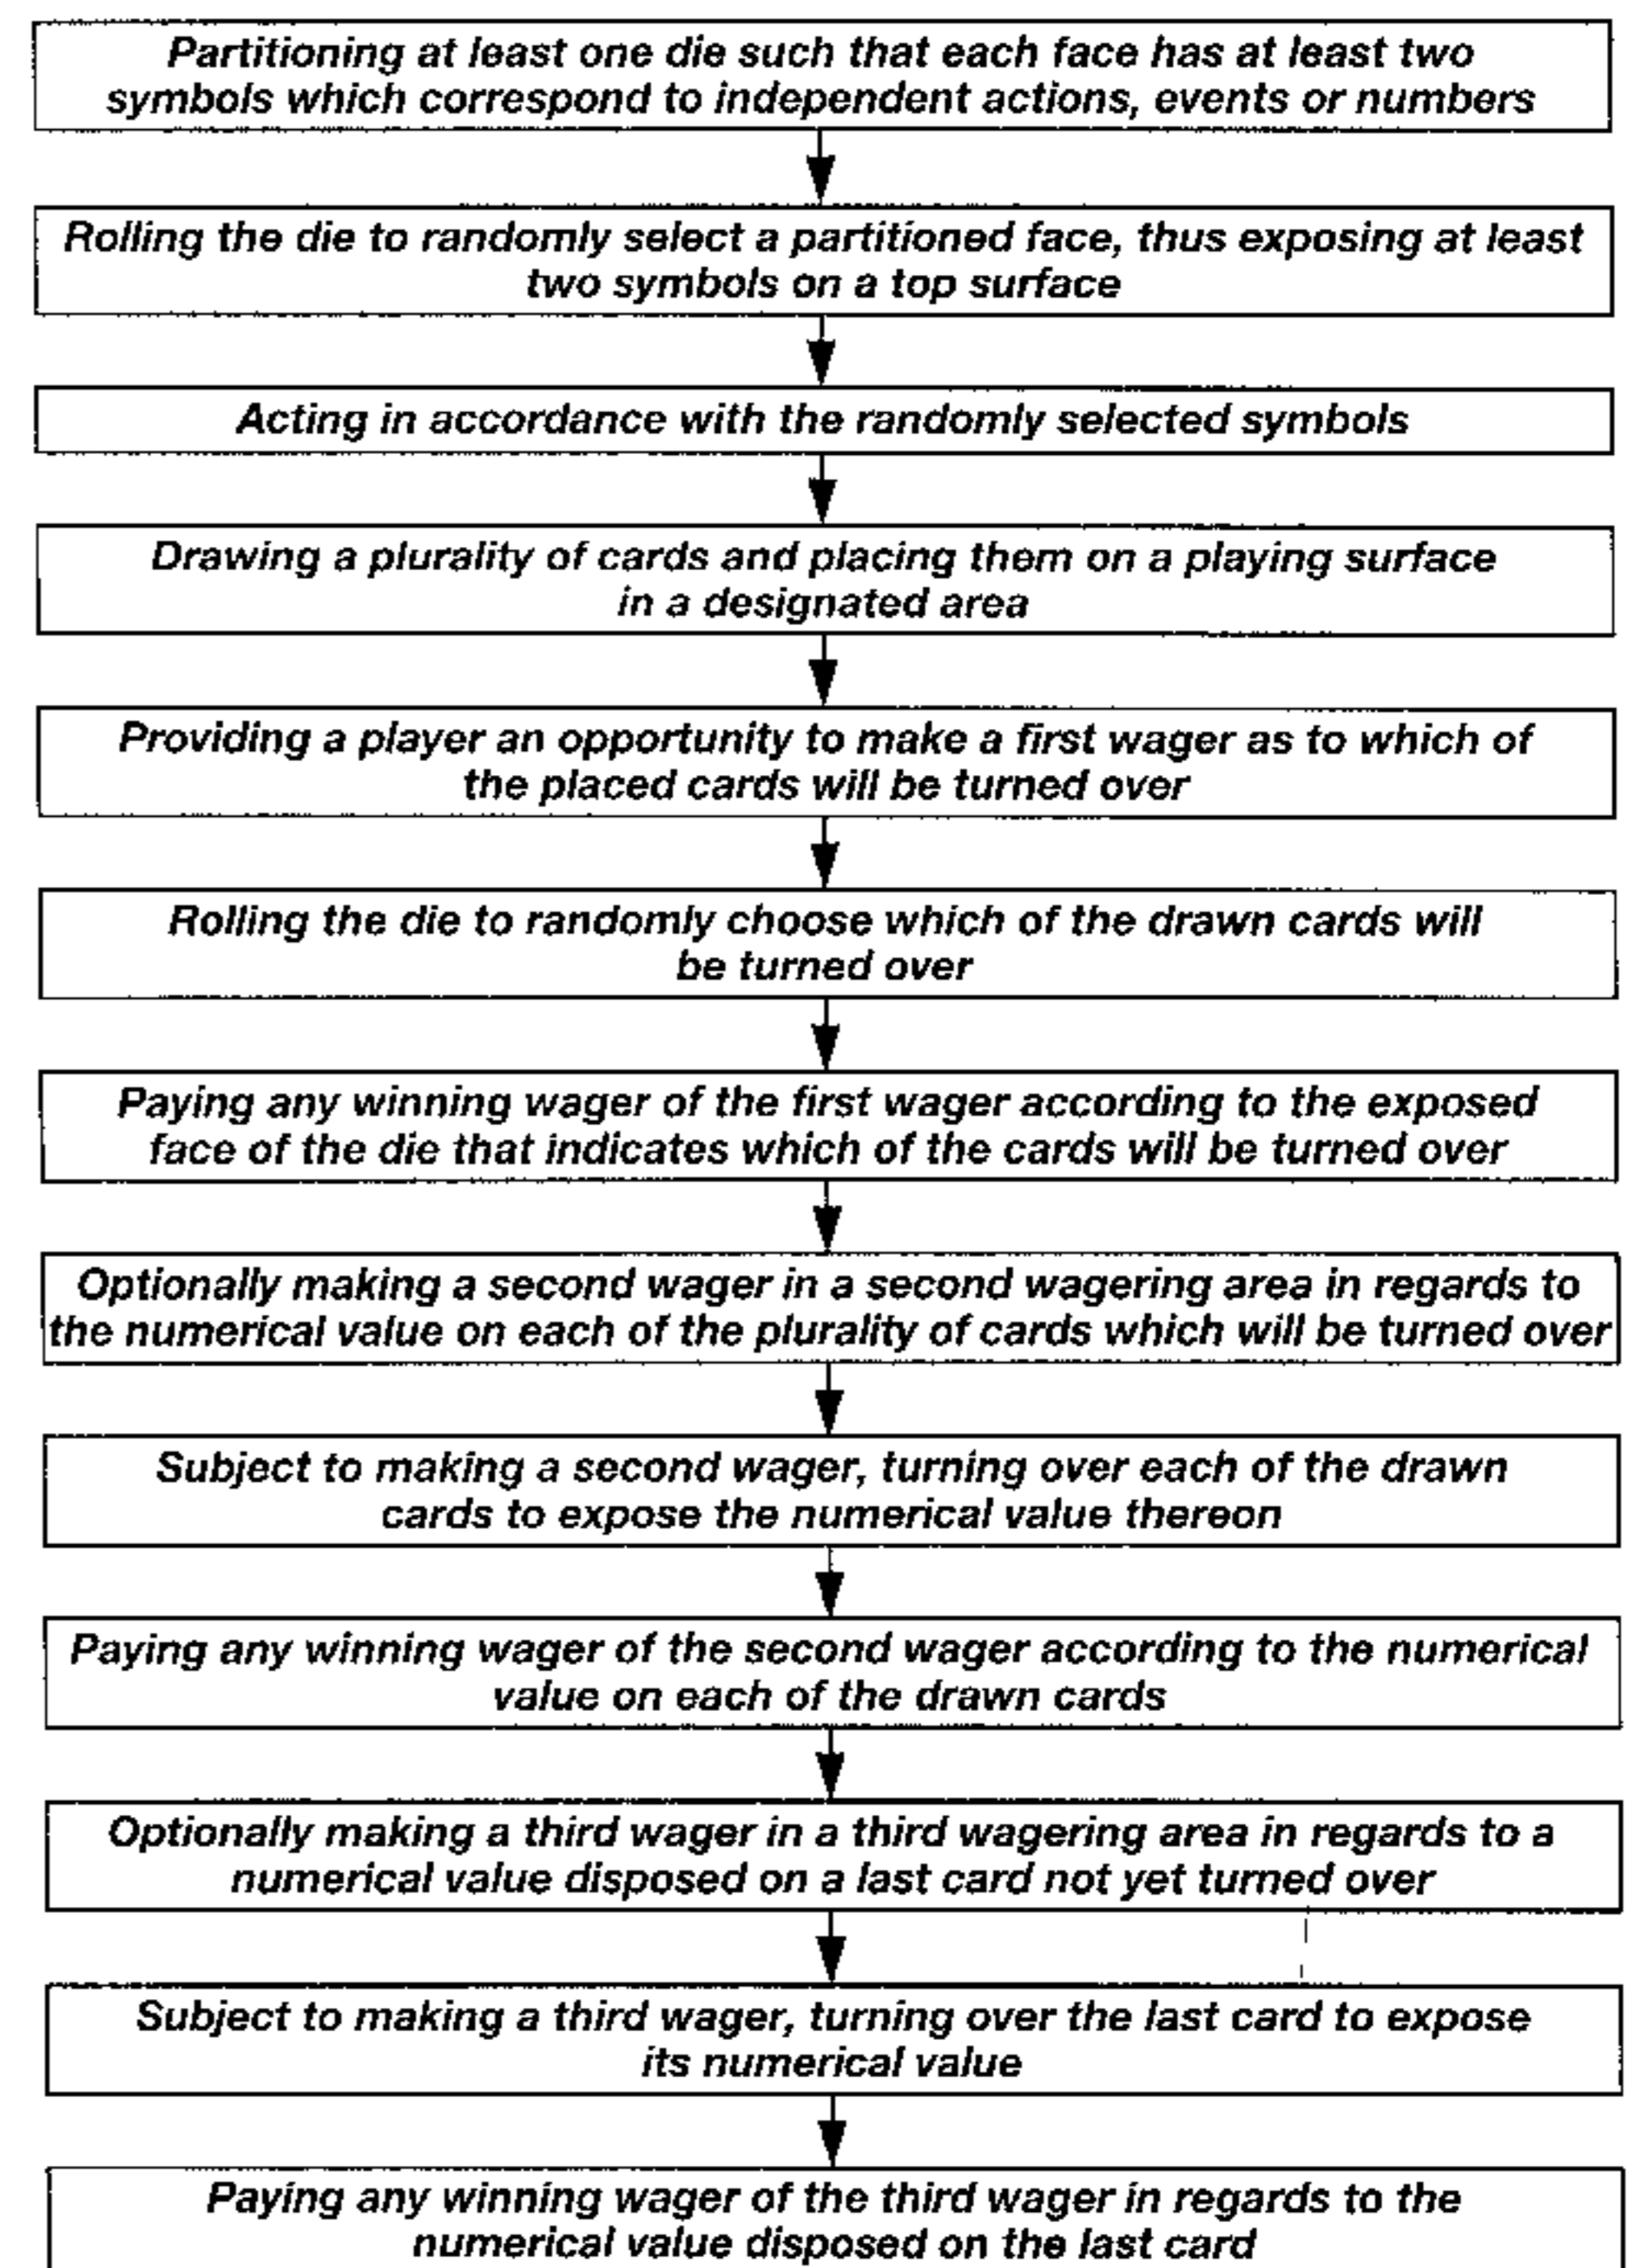 Partitioning at least one die such that each face has at least two
symbols which correspond to independent actions, events or numbers
Rolling the die to randomly select a partitioned face, thus exposing at least
two symbols on a top surface
Acting in accordance with the randomly selected symbols
Drawing a plurality of cards and placing them on a playing surface
in a designated area
Providing a player an opportunity to make a first wager as to which of
the placed cards will be turned over
Rolling the die to randomly choose which of the drawn cards will
be turned over
Paying any winning wager of the first wager according to the exposed
face of the die that indicates which of the cards will be turned over
Optionally making a second wager in a second wagering area in regards to
the numerical value on each of the plurality of cards which will be turned over
Subject to making a second wager, turning over each of the drawn
cards to expose the numerical value thereon
Paying any winning wager of the second wager according to the numerical
value on each of the drawn cards
Optionally making a third wager in a third wagering area in regards to a
numerical value disposed on a last card not yet turned over
Subject to making a third wager, turning over the last card to expose
its numerical value
Paying any winning wager of the third wager in regards to the
numerical value disposed on the last card